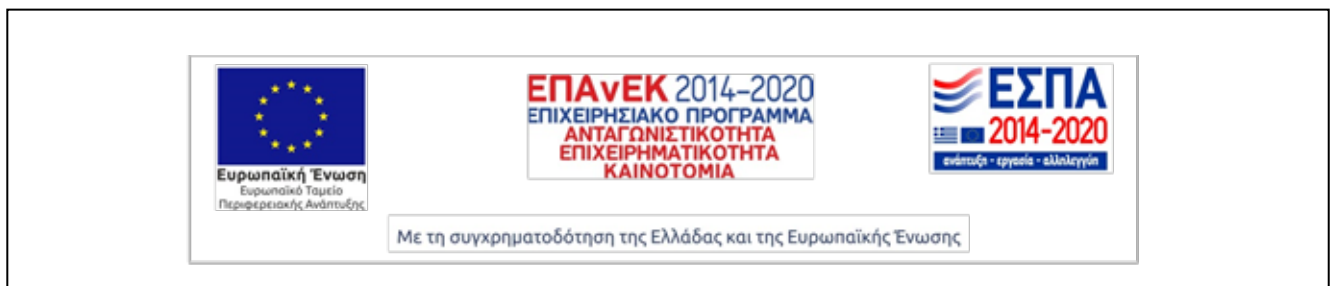 Ευρωπαϊκή Ένωση
Ευρωπαϊκό Ταμείο
Περιφερειακής Ανάπτυξης
ΕΠΑνΕΚ 2014–2020
ΕΠΙΧΕΙΡΗΣΙΑΚΟ ΠΡΟΓΡΑΜΜΑ
ΑΝΤΑΓΩΝΙΣΤΙΚΟΤΗΤΑ
ΕΠΙΧΕΙΡΗΜΑΤΙΚΟΤΗΤΑ
ΚΑΙΝΟΤΟΜΙΑ
ΕΣΠΑ
2014-2020
ανάπτυξη - εργασία - αλληλεγγύη
Με τη συγχρηματοδότηση της Ελλάδας και της Ευρωπαϊκής Ένωσης